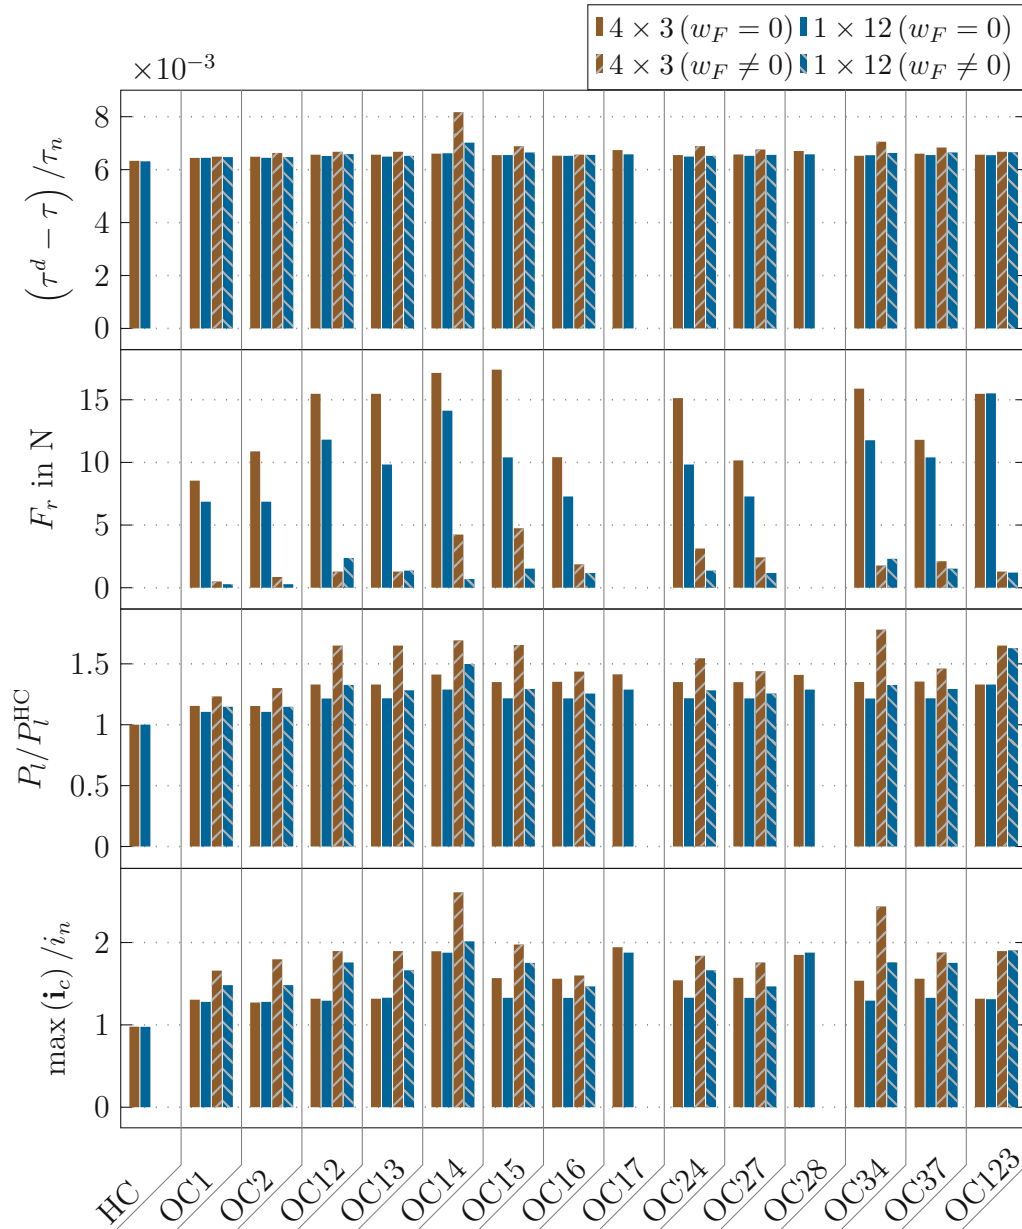 4 × 3 (w_F = 0) 1 × 12 (w_F = 0)
4 × 3 (w_F ≠ 0) 1 × 12 (w_F ≠ 0)
×10⁻³
(τ^d − τ) /τ_n
8
6
4
2
0
F_r in N
15
10
5
0
P_l/P_l^HC
1.5
1
0.5
0
max (i_c) /i_n
2
1
0
HC
OC1
OC2
OC12
OC13
OC14
OC15
OC16
OC17
OC24
OC27
OC28
OC34
OC37
OC123